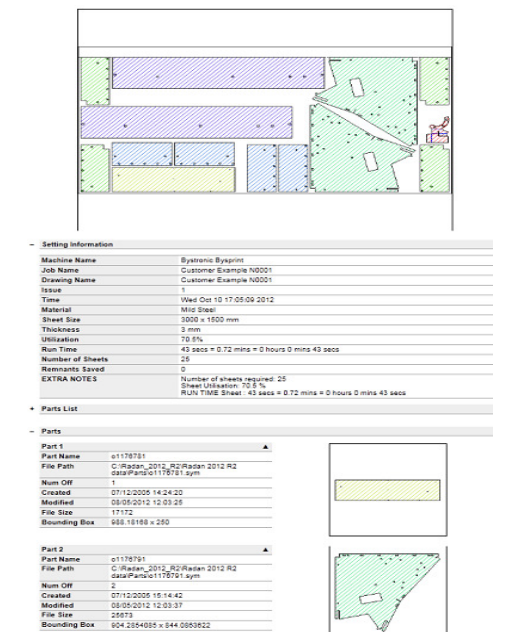 − Setting Information
Machine Name Bystronic Bysprint
Job Name Customer Example N0001
Drawing Name Customer Example N0001
Issue 1
Time Wed Oct 10 17:05:09 2012
Material Mild Steel
Sheet Size 3000 x 1500 mm
Thickness 3 mm
Utilization 70.5%
Run Time 43 secs = 0.72 mins = 0 hours 0 mins 43 secs
Number of Sheets 25
Remnants Saved 0
EXTRA NOTES Number of sheets required: 25
Sheet Utilisation: 70.5 %
RUN TIME Sheet : 43 secs = 0.72 mins = 0 hours 0 mins 43 secs
+ Parts List
− Parts
Part 1 ▲
Part Name o1176781
File Path C:\Radan_2012_R2\Radan 2012 R2
data\Parts\o1176781.sym
Num Off 1
Created 07/12/2005 14:24:20
Modified 08/05/2012 12:03:25
File Size 17172
Bounding Box 988.18168 x 250
Part 2 ▲
Part Name o1176791
File Path C:\Radan_2012_R2\Radan 2012 R2
data\Parts\o1176791.sym
Num Off 2
Created 07/12/2005 15:14:42
Modified 08/05/2012 12:03:37
File Size 25673
Bounding Box 904.2854085 x 844.0863622